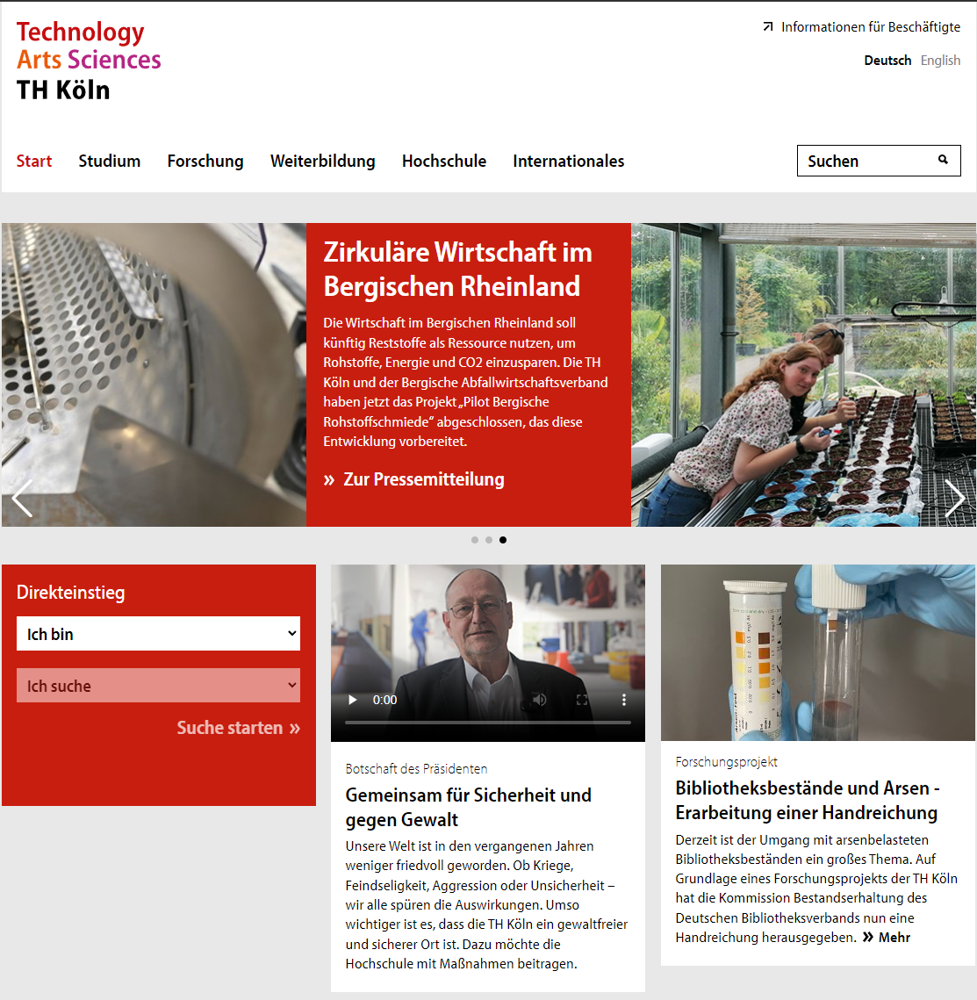 Technology
Arts Sciences
TH Köln
Informationen für Beschäftigte
Deutsch English
Start Studium Forschung Weiterbildung Hochschule Internationales
Suchen
Zirkuläre Wirtschaft im
Bergischen Rheinland
Die Wirtschaft im Bergischen Rheinland soll
künftig Reststoffe als Ressource nutzen, um
Rohstoffe, Energie und CO2 einzusparen. Die TH
Köln und der Bergische Abfallwirtschaftsverband
haben jetzt das Projekt „Pilot Bergische
Rohstoffschmiede“ abgeschlossen, das diese
Entwicklung vorbereitet.
» Zur Pressemitteilung
Direkteinstieg
Ich bin
Ich suche
Suche starten »
0:00
Botschaft des Präsidenten
Gemeinsam für Sicherheit und
gegen Gewalt
Unsere Welt ist in den vergangenen Jahren
weniger friedvoll geworden. Ob Kriege,
Feindseligkeit, Aggression oder Unsicherheit –
wir alle spüren die Auswirkungen. Umso
wichtiger ist es, dass die TH Köln ein gewaltfreier
und sicherer Ort ist. Dazu möchte die
Hochschule mit Maßnahmen beitragen.
Forschungsprojekt
Bibliotheksbestände und Arsen -
Erarbeitung einer Handreichung
Derzeit ist der Umgang mit arsenbelasteten
Bibliotheksbeständen ein großes Thema. Auf
Grundlage eines Forschungsprojekts der TH Köln
hat die Kommission Bestandserhaltung des
Deutschen Bibliotheksverbands nun eine
Handreichung herausgegeben. » Mehr